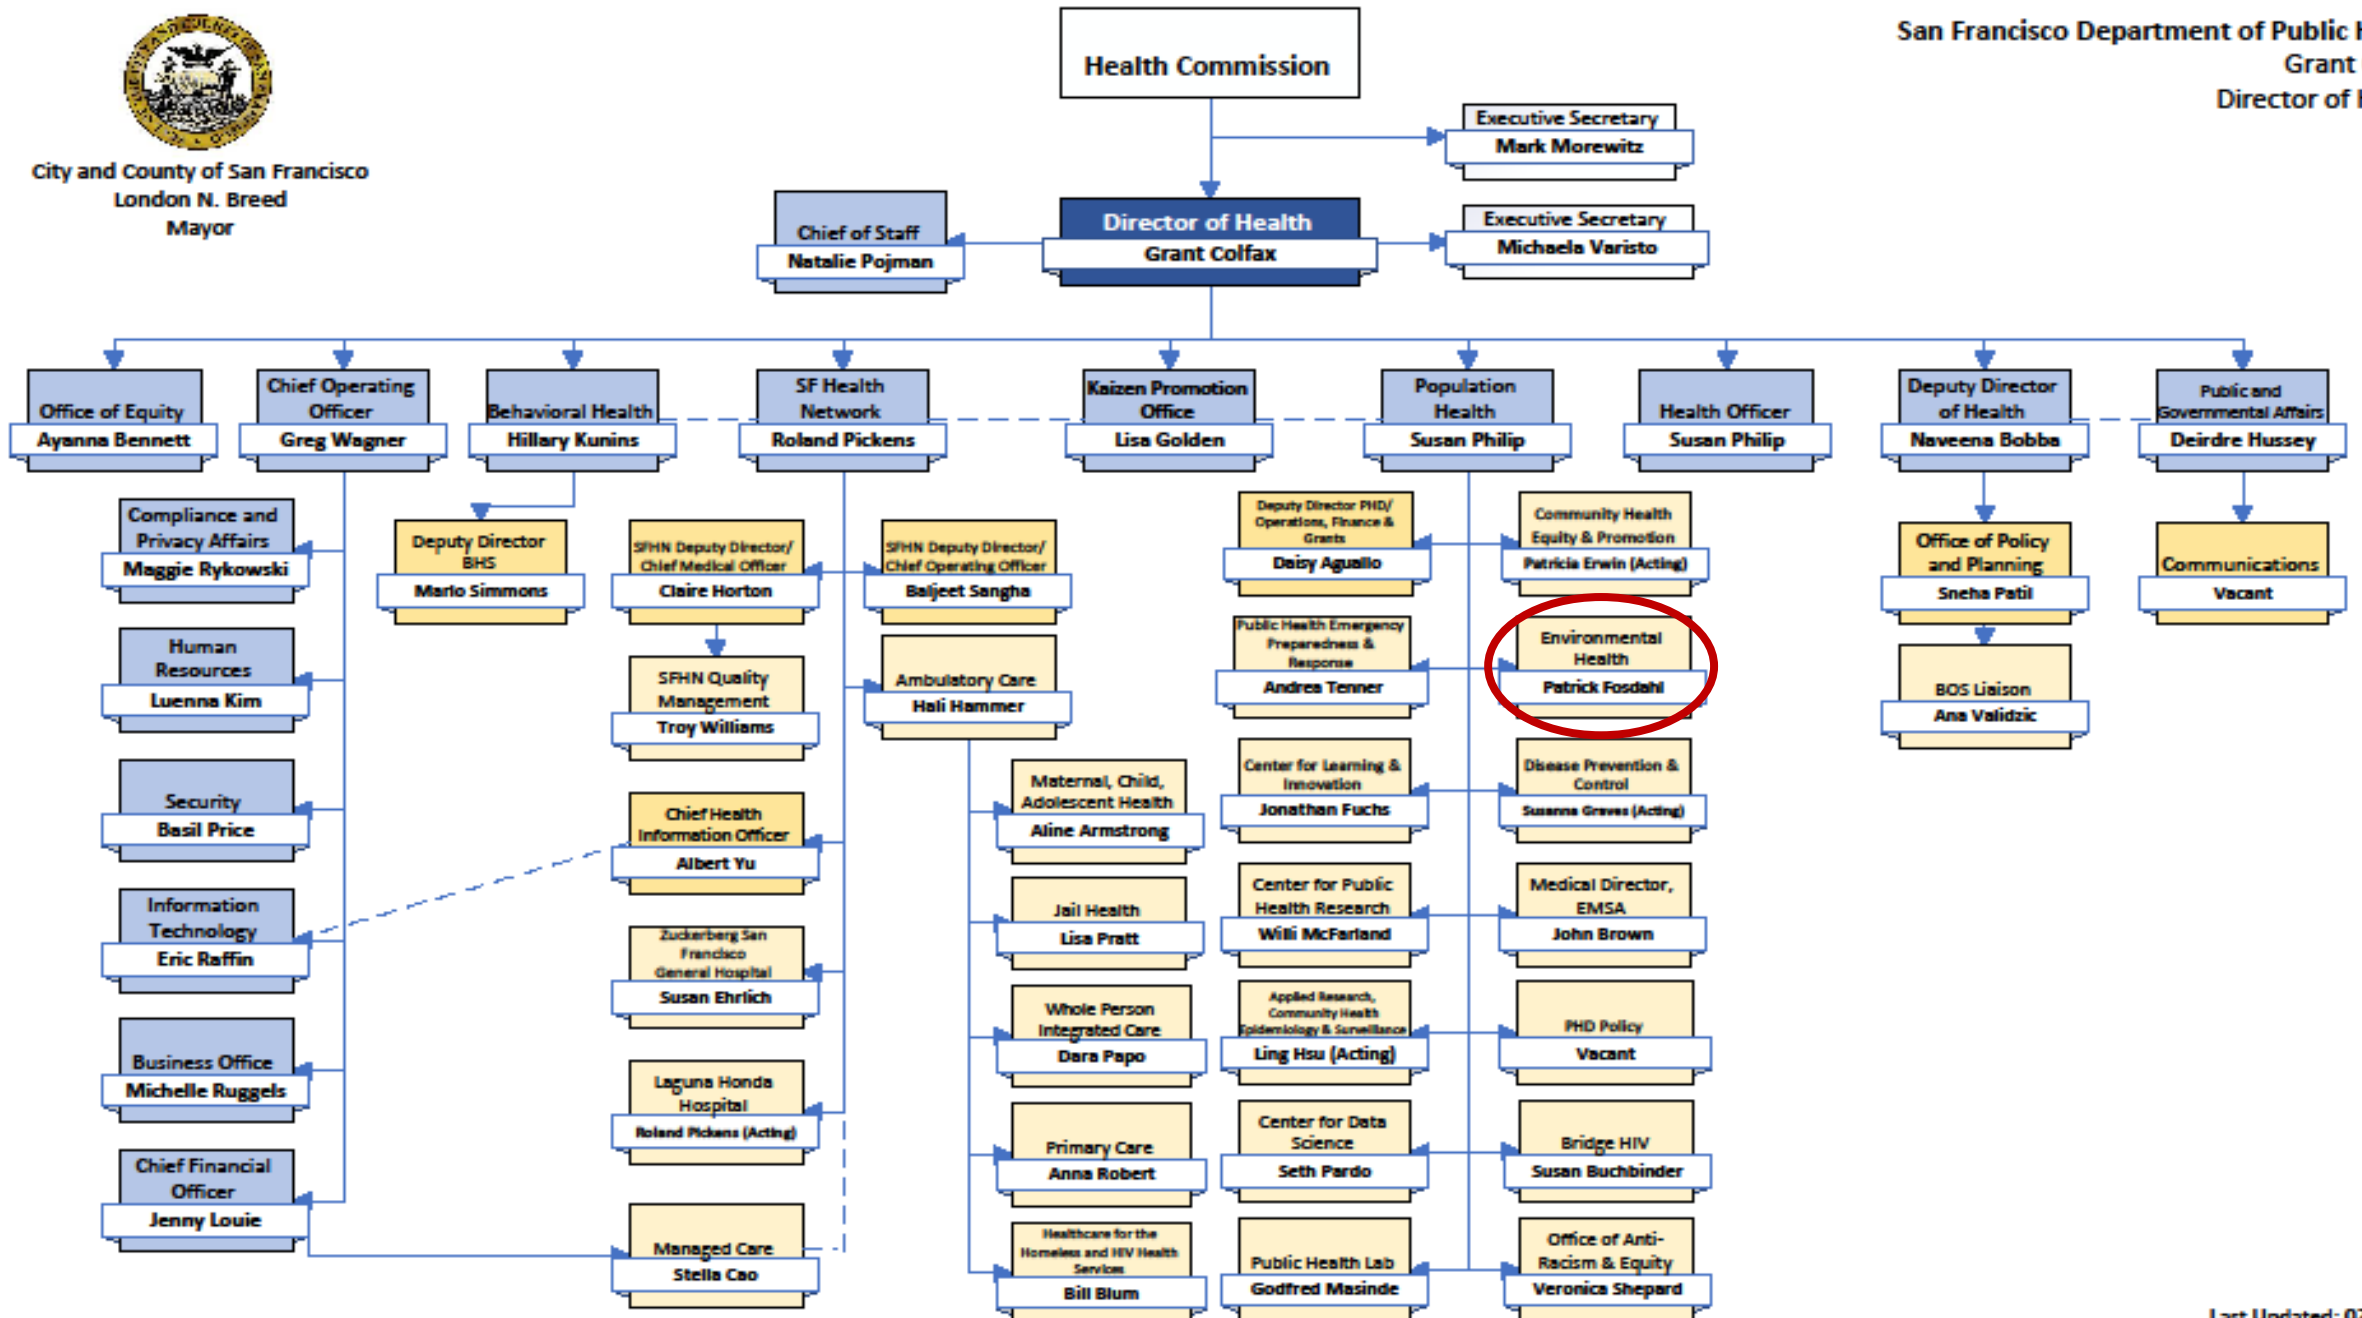 San Francisco Department of Public
Grant
Director of
City and County of San Francisco
London N. Breed
Mayor
Health Commission
Executive Secretary
Mark Morewitz
Director of Health
Grant Colfax
Chief of Staff
Natalie Pojman
Executive Secretary
Michaela Varisto
Office of Equity
Ayanna Bennett
Chief Operating
Officer
Greg Wagner
Behavioral Health
Hillary Kunins
SF Health
Network
Roland Pickens
Kaizen Promotion
Office
Lisa Golden
Population
Health
Susan Philip
Health Officer
Susan Philip
Deputy Director
of Health
Naveena Bobba
Public and
Governmental Affairs
Deirdre Hussey
Compliance and
Privacy Affairs
Maggie Rykowski
Human
Resources
Luenna Kim
Security
Basil Price
Information
Technology
Eric Raffin
Business Office
Michelle Ruggels
Chief Financial
Officer
Jenny Louie
Deputy Director
BHS
Marlo Simmons
SFHN Deputy Director/
Chief Medical Officer
Claire Horton
SFHN Quality
Management
Troy Williams
Chief Health
Information Officer
Albert Yu
Zuckerberg San
Francisco
General Hospital
Susan Ehrlich
Laguna Honda
Hospital
Roland Pickens (Acting)
Managed Care
Stella Cao
SFHN Deputy Director/
Chief Operating Officer
Baljeet Sangha
Ambulatory Care
Hali Hammer
Maternal, Child,
Adolescent Health
Aline Armstrong
Jail Health
Lisa Pratt
Whole Person
Integrated Care
Dara Papo
Primary Care
Anna Robert
Healthcare for the
Homeless and HIV Health
Services
Bill Blum
Deputy Director PHD/
Operations, Finance &
Grants
Daisy Aguallo
Public Health Emergency
Preparedness &
Response
Andrea Tenner
Center for Learning &
Innovation
Jonathan Fuchs
Center for Public
Health Research
Willi McFarland
Applied Research,
Community Health
Epidemiology & Surveillance
Ling Hsu (Acting)
Center for Data
Science
Seth Pardo
Public Health Lab
Godfred Masinde
Community Health
Equity & Promotion
Patricia Erwin (Acting)
Environmental
Health
Patrick Fosdahl
Disease Prevention &
Control
Susanna Graves (Acting)
Medical Director,
EMSA
John Brown
PHD Policy
Vacant
Bridge HIV
Susan Buchbinder
Office of Anti-
Racism & Equity
Veronica Shepard
Office of Policy
and Planning
Sneha Patil
BOS Liaison
Ana Validzic
Communications
Vacant
Last Updated: